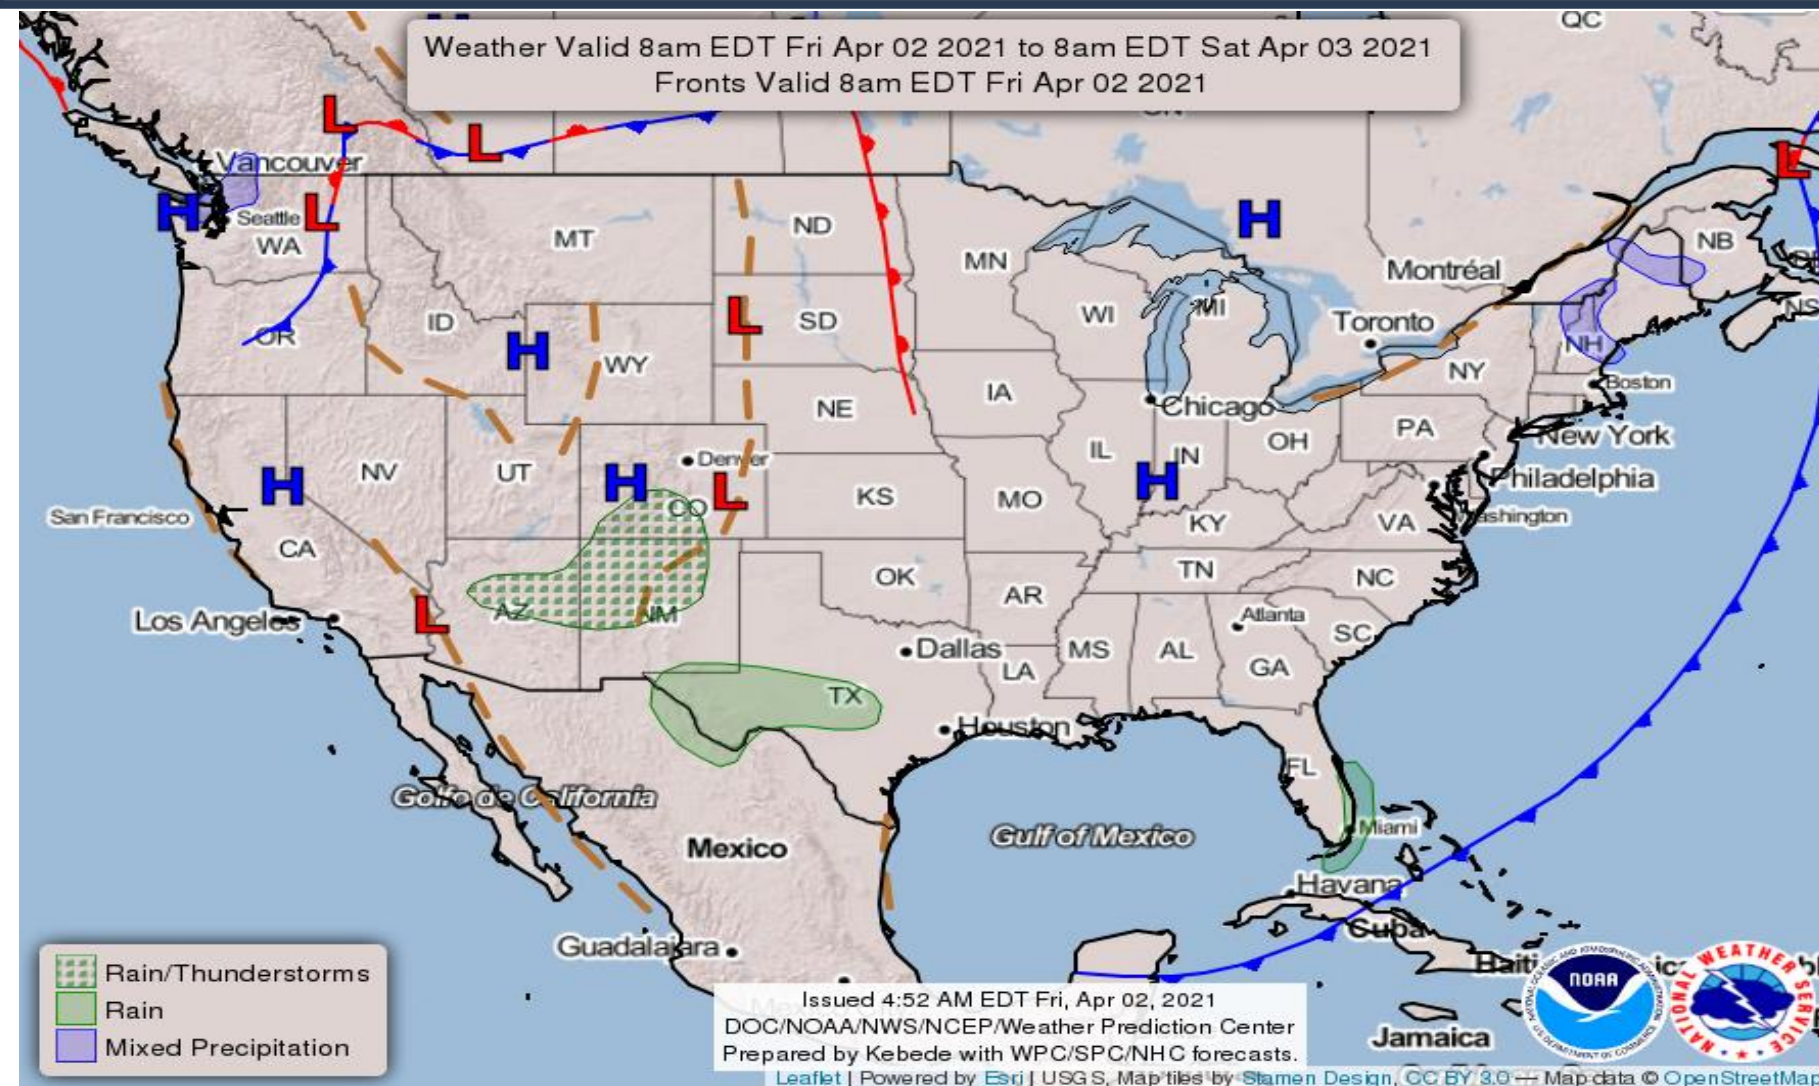 QC
Weather Valid 8am EDT Fri Apr 02 2021 to 8am EDT Sat Apr 03 2021
Fronts Valid 8am EDT Fri Apr 02 2021
L
L
Vancouver
L
H
Seattle
L
H
WA
MT
ND
NB
MN
Montréal
NS
L
ID
SD
WI
MI
Toronto
OR
H
WY
NH
NY
Boston
IA
NE
Chicago
PA
New York
OH
IL
IN
UT
NV
Denver
H
H
L
H
Philadelphia
KS
MO
CO
San Francisco
KY
VA
Washington
CA
TN
OK
NC
AR
L
AZ
NM
Atlanta
Los Angeles
SC
Dallas
MS
AL
LA
GA
TX
Houston
FL
Golfo de California
Miami
Gulf of Mexico
Mexico
Havana
Cuba
Guadalajara
Haiti
Rain/Thunderstorms
Rain
Mixed Precipitation
Issued 4:52 AM EDT Fri, Apr 02, 2021
DOC/NOAA/NWS/NCEP/Weather Prediction Center
Prepared by Kebede with WPC/SPC/NHC forecasts.
Jamaica
NOAA
NATIONAL WEATHER SERVICE
Leaflet | Powered by Esri | USGS, Map tiles by Stamen Design, CC BY 3.0 — Map data © OpenStreetMap